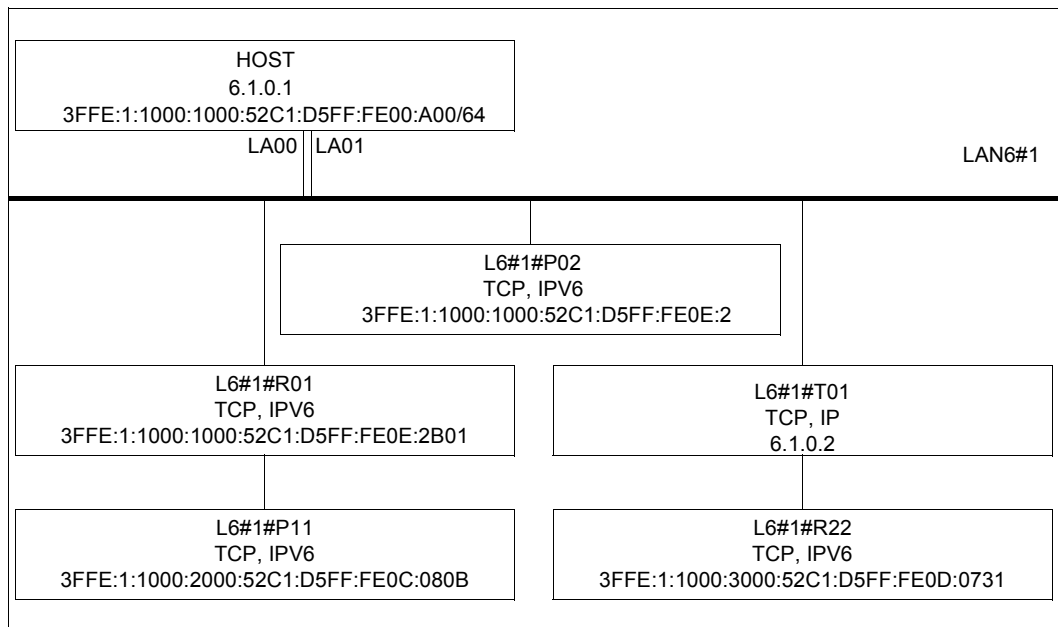 HOST
6.1.0.1
3FFE:1:1000:1000:52C1:D5FF:FE00:A00/64
LA00 LA01
LAN6#1
L6#1#P02
TCP, IPV6
3FFE:1:1000:1000:52C1:D5FF:FE0E:2
L6#1#R01
TCP, IPV6
3FFE:1:1000:1000:52C1:D5FF:FE0E:2B01
L6#1#T01
TCP, IP
6.1.0.2
L6#1#P11
TCP, IPV6
3FFE:1:1000:2000:52C1:D5FF:FE0C:080B
L6#1#R22
TCP, IPV6
3FFE:1:1000:3000:52C1:D5FF:FE0D:0731